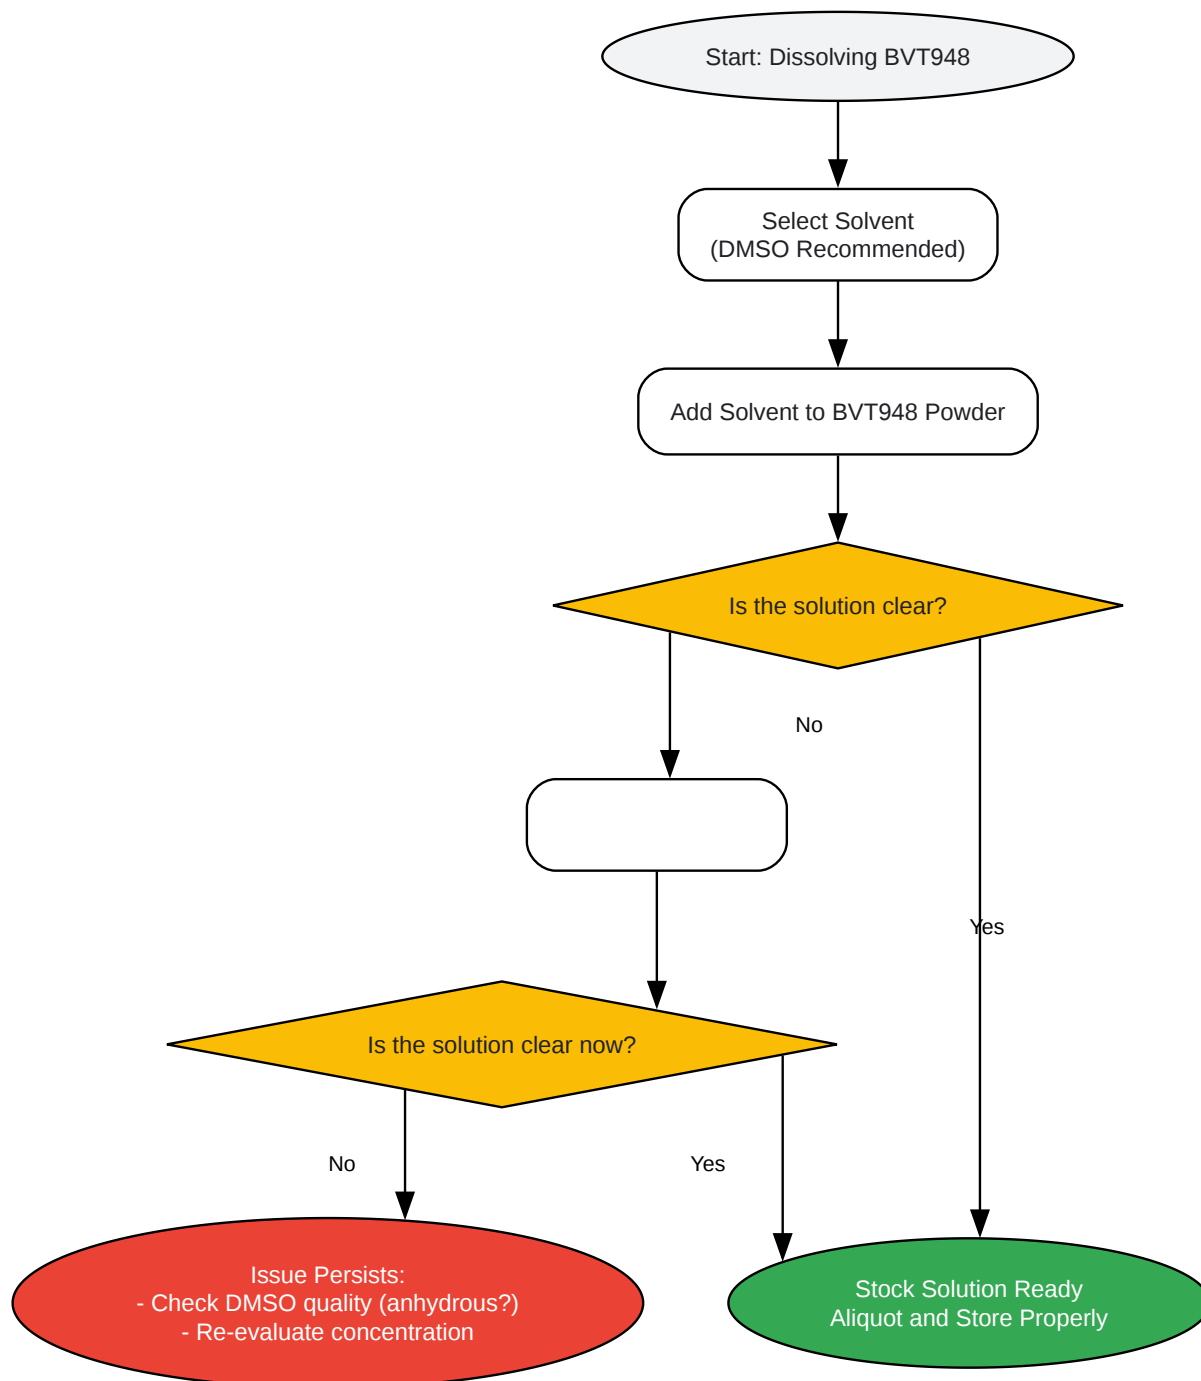 Start: Dissolving BVT948
Select Solvent
(DMSO Recommended)
Add Solvent to BVT948 Powder
Is the solution clear?
No
Yes
Is the solution clear now?
No
Yes
Issue Persists:
- Check DMSO quality (anhydrous?)
- Re-evaluate concentration
Stock Solution Ready
Aliquot and Store Properly